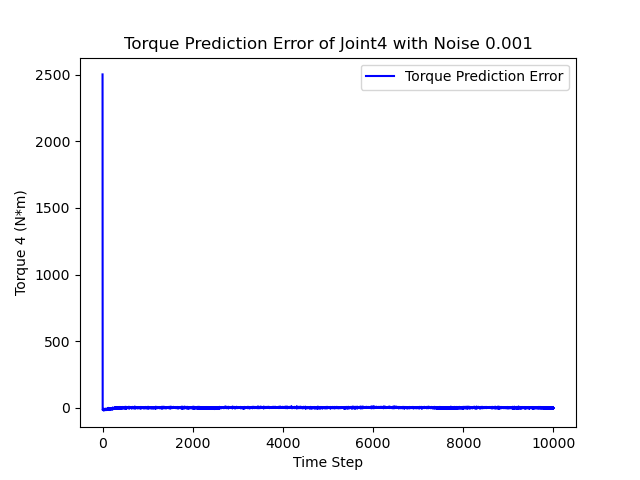 Torque Prediction Error of Joint4 with Noise 0.001
Torque Prediction Error
2500
2000
1500
1000
500
0
Torque 4 (N*m)
0 2000 4000 6000 8000 10000
Time Step